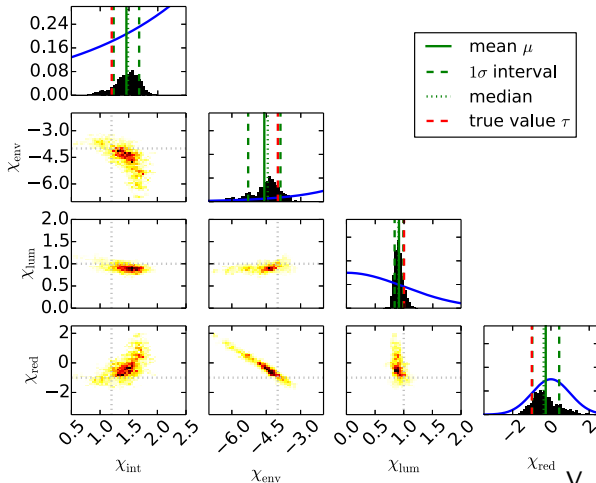 0.30
0.24
0.16
0.08
0.00
mean μ
1σ interval
median
true value τ
−3.0
−4.5
−6.0
χenv
2.0
1.5
1.0
0.5
0.0
χlum
2
0
−2
χred
0.5
1.0
1.5
2.0
2.5
χint
−6.0
−4.5
−3.0
χenv
0.0
0.5
1.0
1.5
2.0
χlum
−2
0
2
χred
V